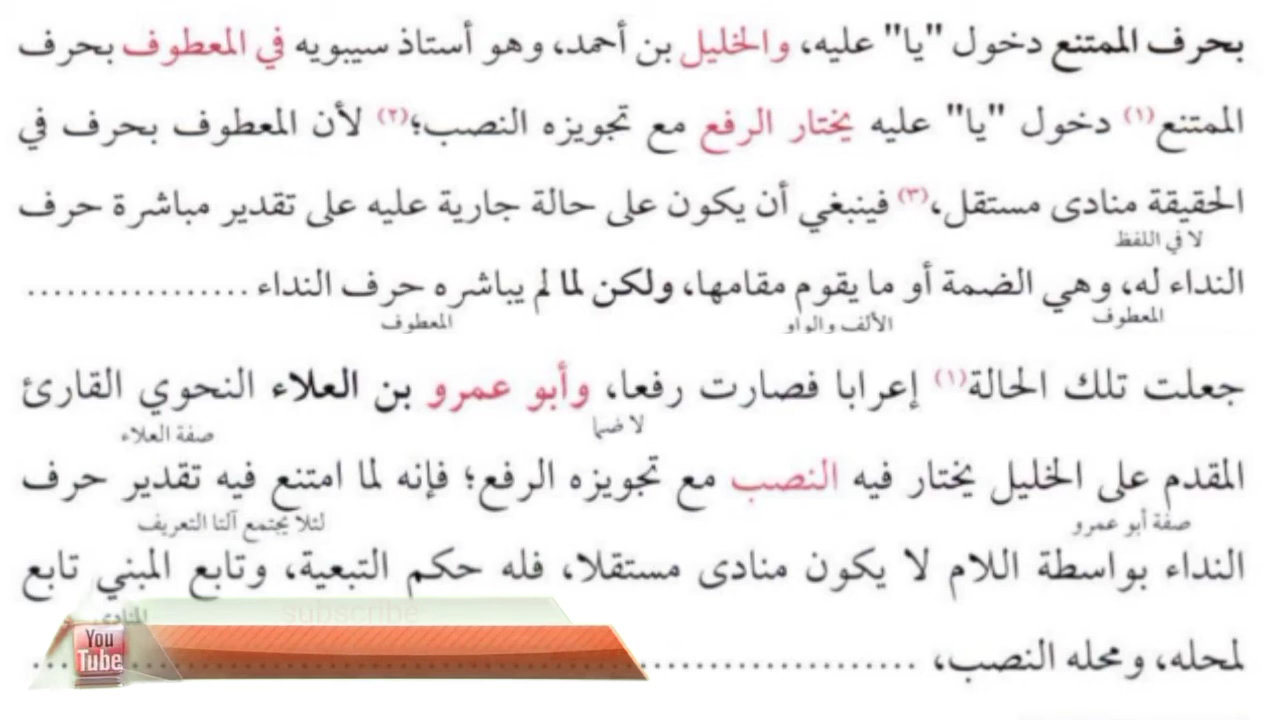 بحرف الممتنع دخول "يا" عليه، والخليل بن أحمد، وهو أستاذ سيبويه في المعطوف بحرف
الممتنع(١) دخول "يا" عليه يختار الرفع مع تجويزه النصب؛(٢) لأن المعطوف بحرف في
الحقيقة منادى مستقل،(٣) فينبغي أن يكون على حالة جارية عليه على تقدير مباشرة حرف
لا في اللفظ
النداء له، وهي الضمة أو ما يقوم مقامها، ولكن لما لم يباشره حرف النداء .................
المعطوف الألف والواو المعطوف
جعلت تلك الحالة(١) إعرابا فصارت رفعا، وأبو عمرو بن العلاء النحوي القارئ
لا ضما صفة العلاء
المقدم على الخليل يختار فيه النصب مع تجويزه الرفع؛ فإنه لما امتنع فيه تقدير حرف
صفة أبو عمرو لئلا يجتمع آلتا التعريف
النداء بواسطة اللام لا يكون منادى مستقلا، فله حكم التبعية، وتابع المبني تابع
المنادى
subscribe
لمحله، ومحله النصب، ......................
You
Tube